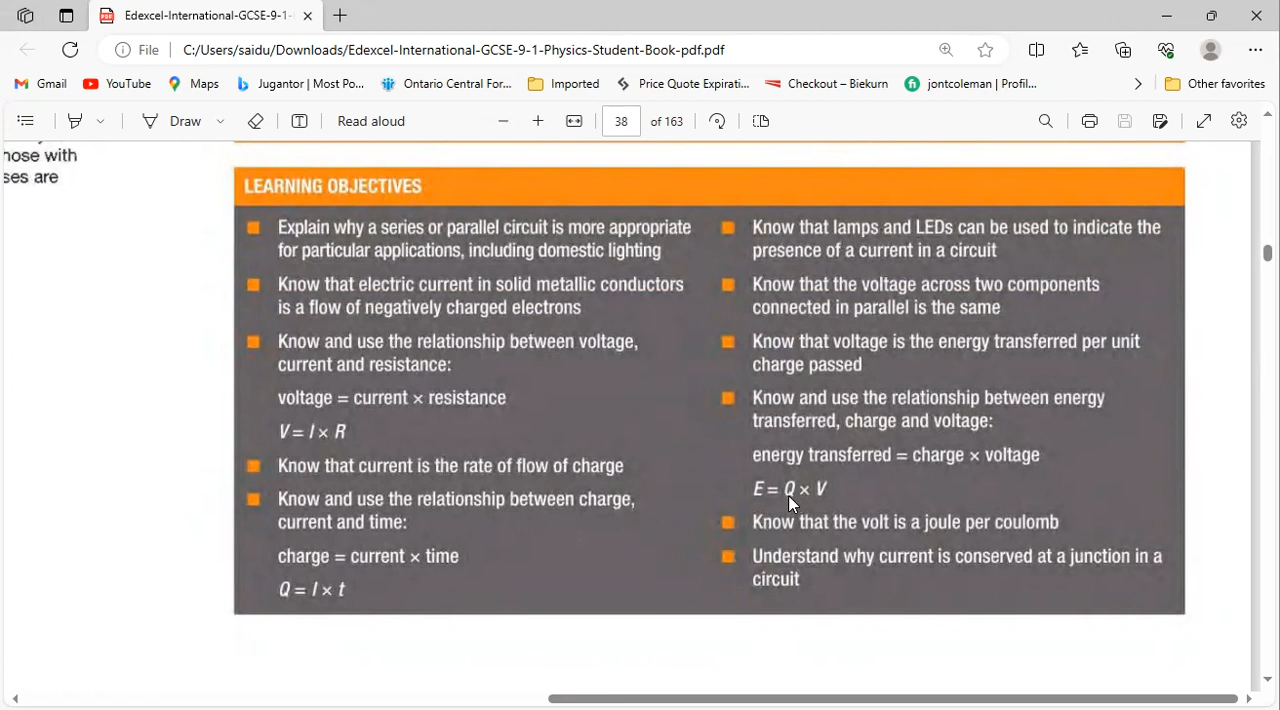 Edexcel-International-GCSE-9-1-
File
C:/Users/saidu/Downloads/Edexcel-International-GCSE-9-1-Physics-Student-Book-pdf.pdf
Gmail
YouTube
Maps
Jugantor | Most Po...
Ontario Central For...
Imported
Price Quote Expirati...
Checkout – Biekurn
jontcoleman | Profil...
Other favorites
Draw
Read aloud
38
of 163
hose with
ses are
LEARNING OBJECTIVES
Explain why a series or parallel circuit is more appropriate
for particular applications, including domestic lighting
Know that electric current in solid metallic conductors
is a flow of negatively charged electrons
Know and use the relationship between voltage,
current and resistance:
voltage = current × resistance
V = I × R
Know that current is the rate of flow of charge
Know and use the relationship between charge,
current and time:
charge = current × time
Q = I × t
Know that lamps and LEDs can be used to indicate the
presence of a current in a circuit
Know that the voltage across two components
connected in parallel is the same
Know that voltage is the energy transferred per unit
charge passed
Know and use the relationship between energy
transferred, charge and voltage:
energy transferred = charge × voltage
E = Q × V
Know that the volt is a joule per coulomb
Understand why current is conserved at a junction in a
circuit